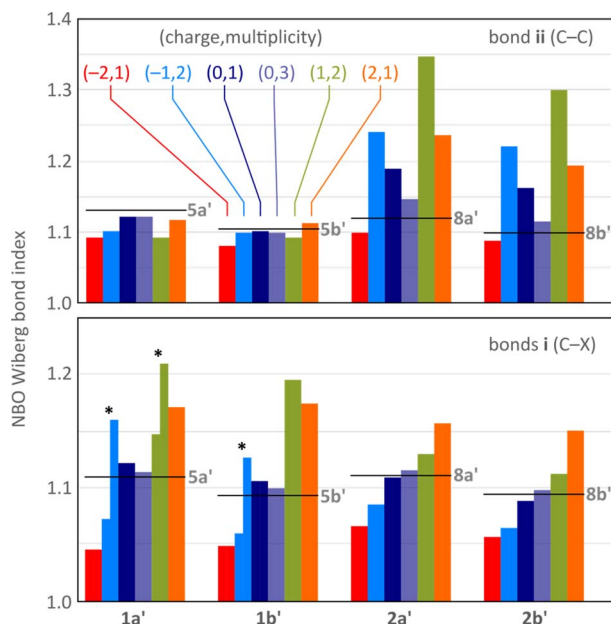 1.4
(charge,multiplicity)
bond ii (C–C)
1.3
(–2,1) (–1,2) (0,1) (0,3) (1,2) (2,1)
1.2
5a'
8a'
1.1
5b'
8b'
1.0
NBO Wiberg bond index
bonds i (C–X)
*
1.2
*
*
5a'
8a'
5b'
8b'
1.1
1.0
1a' 1b' 2a' 2b'